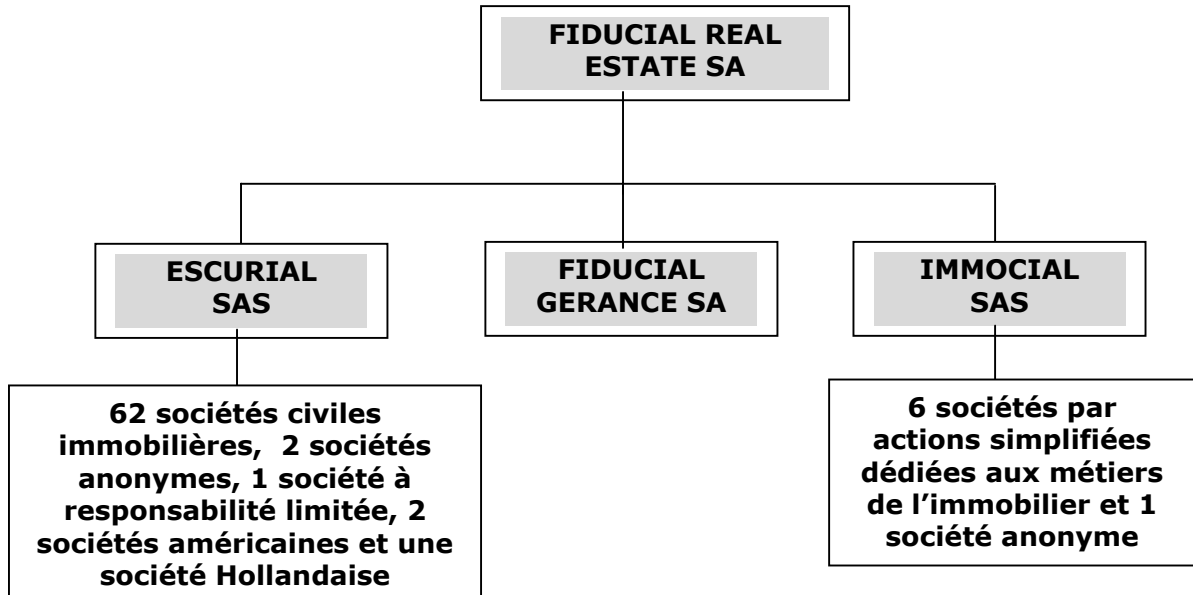 FIDUCIAL REAL
ESTATE SA
ESCURIAL
SAS
FIDUCIAL
GERANCE SA
IMMOCIAL
SAS
62 sociétés civiles
immobilières, 2 sociétés
anonymes, 1 société à
responsabilité limitée, 2
sociétés américaines et une
société Hollandaise
6 sociétés par
actions simplifiées
dédiées aux métiers
de l’immobilier et 1
société anonyme